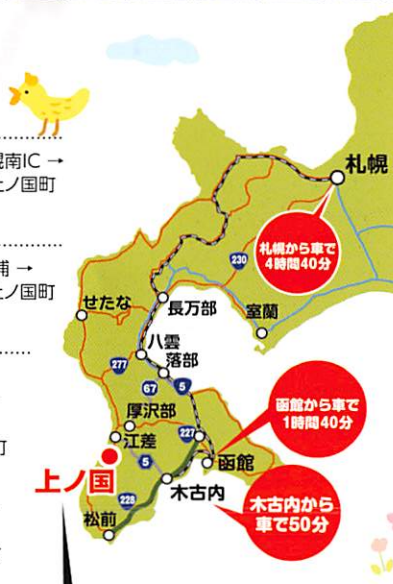 幌南IC →
上ノ国町
浦 →
上ノ国町
町
札幌
札幌から車で
4時間40分
230
せたな
長万部
室蘭
八雲
落部
277
67
5
厚沢部
227
江差
5
函館
函館から車で
1時間40分
上ノ国
木古内
228
松前
木古内から
車で50分